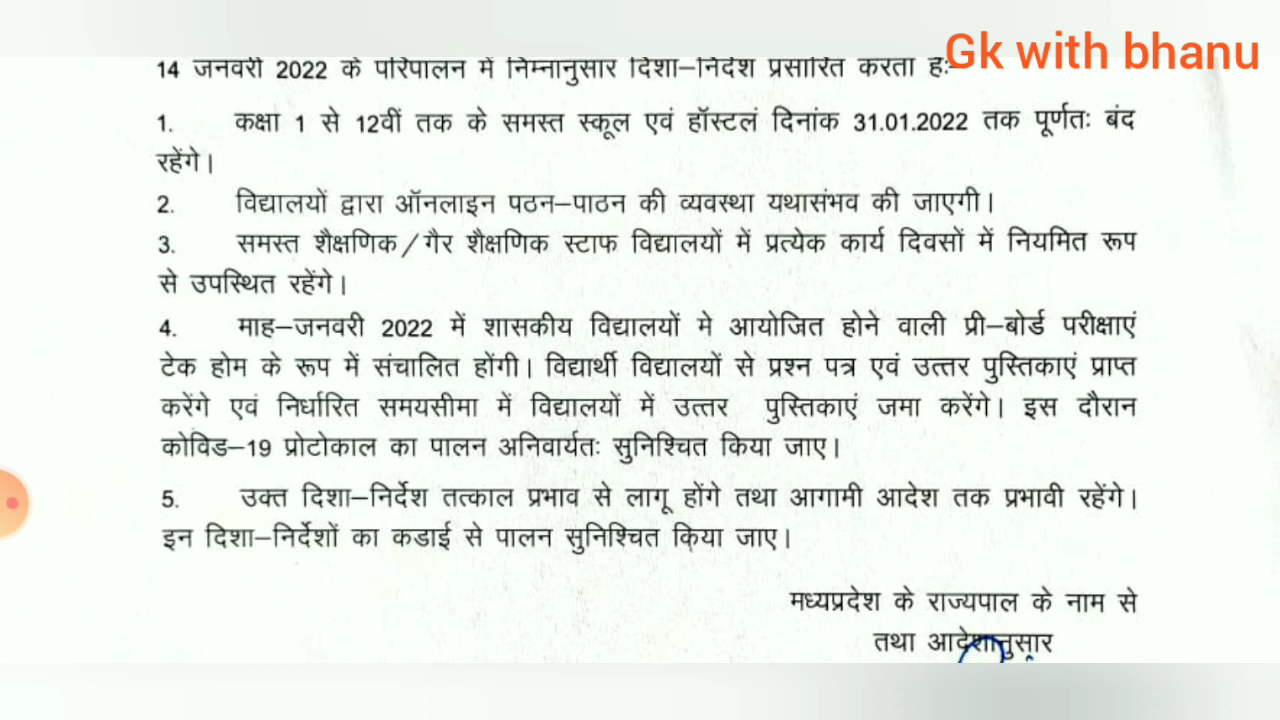 Gk with bhanu
14 जनवरी 2022 के परिपालन में निम्नानुसार दिशा–निर्देश प्रसारित करता हैः–
1. कक्षा 1 से 12वीं तक के समस्त स्कूल एवं हॉस्टलं दिनांक 31.01.2022 तक पूर्णतः बंद
रहेंगे।
2. विद्यालयों द्वारा ऑनलाइन पठन–पाठन की व्यवस्था यथासंभव की जाएगी।
3. समस्त शैक्षणिक/गैर शैक्षणिक स्टाफ विद्यालयों में प्रत्येक कार्य दिवसों में नियमित रूप
से उपस्थित रहेंगे।
4. माह–जनवरी 2022 में शासकीय विद्यालयों मे आयोजित होने वाली प्री–बोर्ड परीक्षाएं
टेक होम के रूप में संचालित होंगी। विद्यार्थी विद्यालयों से प्रश्न पत्र एवं उत्तर पुस्तिकाएं प्राप्त
करेंगे एवं निर्धारित समयसीमा में विद्यालयों में उत्तर पुस्तिकाएं जमा करेंगे। इस दौरान
कोविड–19 प्रोटोकाल का पालन अनिवार्यतः सुनिश्चित किया जाए।
5. उक्त दिशा–निर्देश तत्काल प्रभाव से लागू होंगे तथा आगामी आदेश तक प्रभावी रहेंगे।
इन दिशा–निर्देशों का कडाई से पालन सुनिश्चित किया जाए।
मध्यप्रदेश के राज्यपाल के नाम से
तथा आदेशानुसार